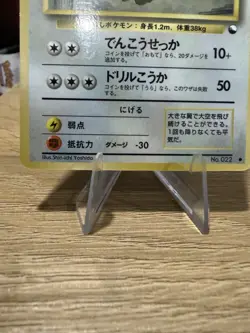 しポケモン：身長1.2m、体重38kg
でんこうせっか 10+
コインを投げて「おもて」なら、20ダメージを
追加する。
ドリルこうか 50
コインを投げて「うら」なら、このワザは失敗
する。
にげる
弱点
抵抗力 ダメージ -30
大きな翼で大空を飛び
続けることができる。
1回も降りなくても平
気だ。
Illus.Shin-ichi Yoshida
No.022 ★